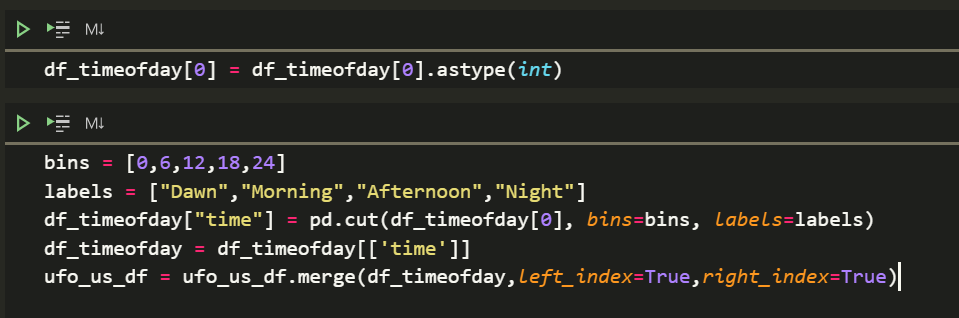 M↓
df_timeofday[0] = df_timeofday[0].astype(int)
M↓
bins = [0,6,12,18,24]
labels = ["Dawn","Morning","Afternoon","Night"]
df_timeofday["time"] = pd.cut(df_timeofday[0], bins=bins, labels=labels)
df_timeofday = df_timeofday[['time']]
ufo_us_df = ufo_us_df.merge(df_timeofday,left_index=True,right_index=True)